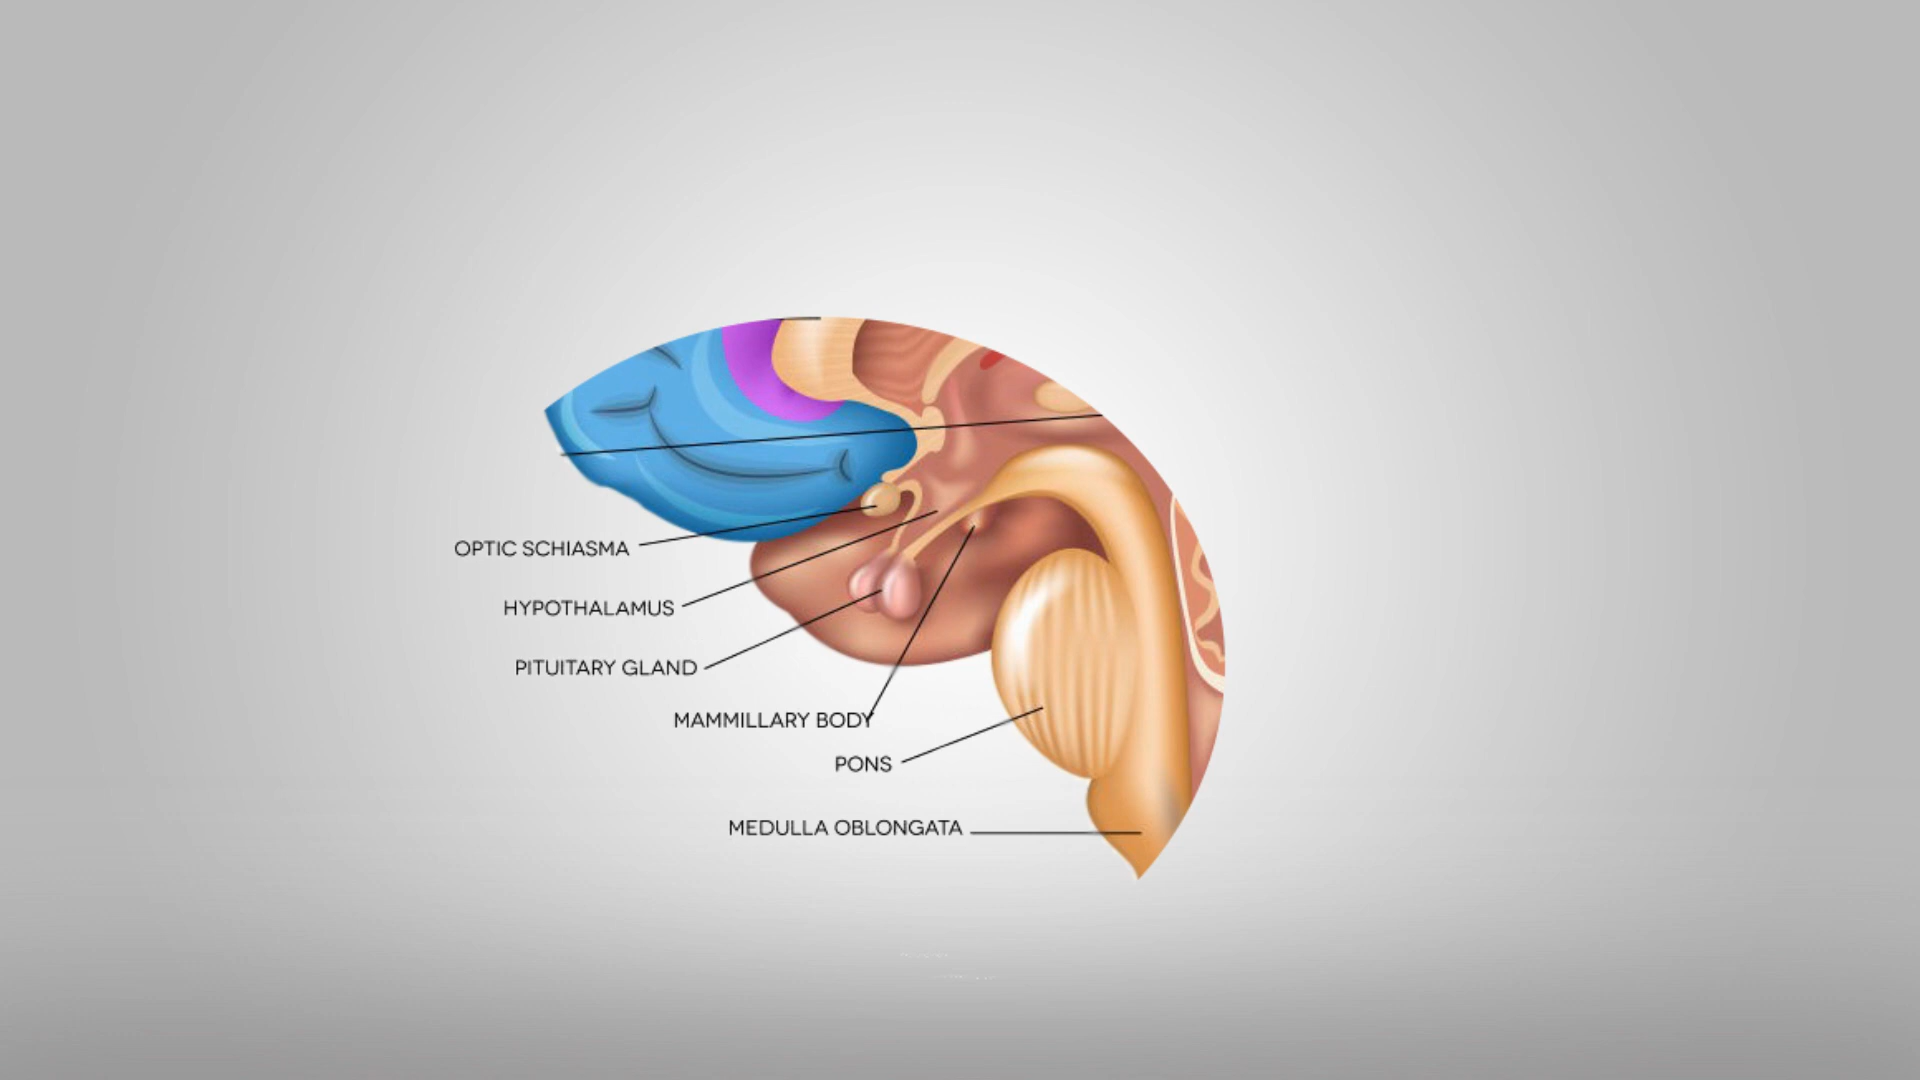 OPTIC SCHIASMA
HYPOTHALAMUS
PITUITARY GLAND
MAMMILLARY BODY
PONS
MEDULLA OBLONGATA